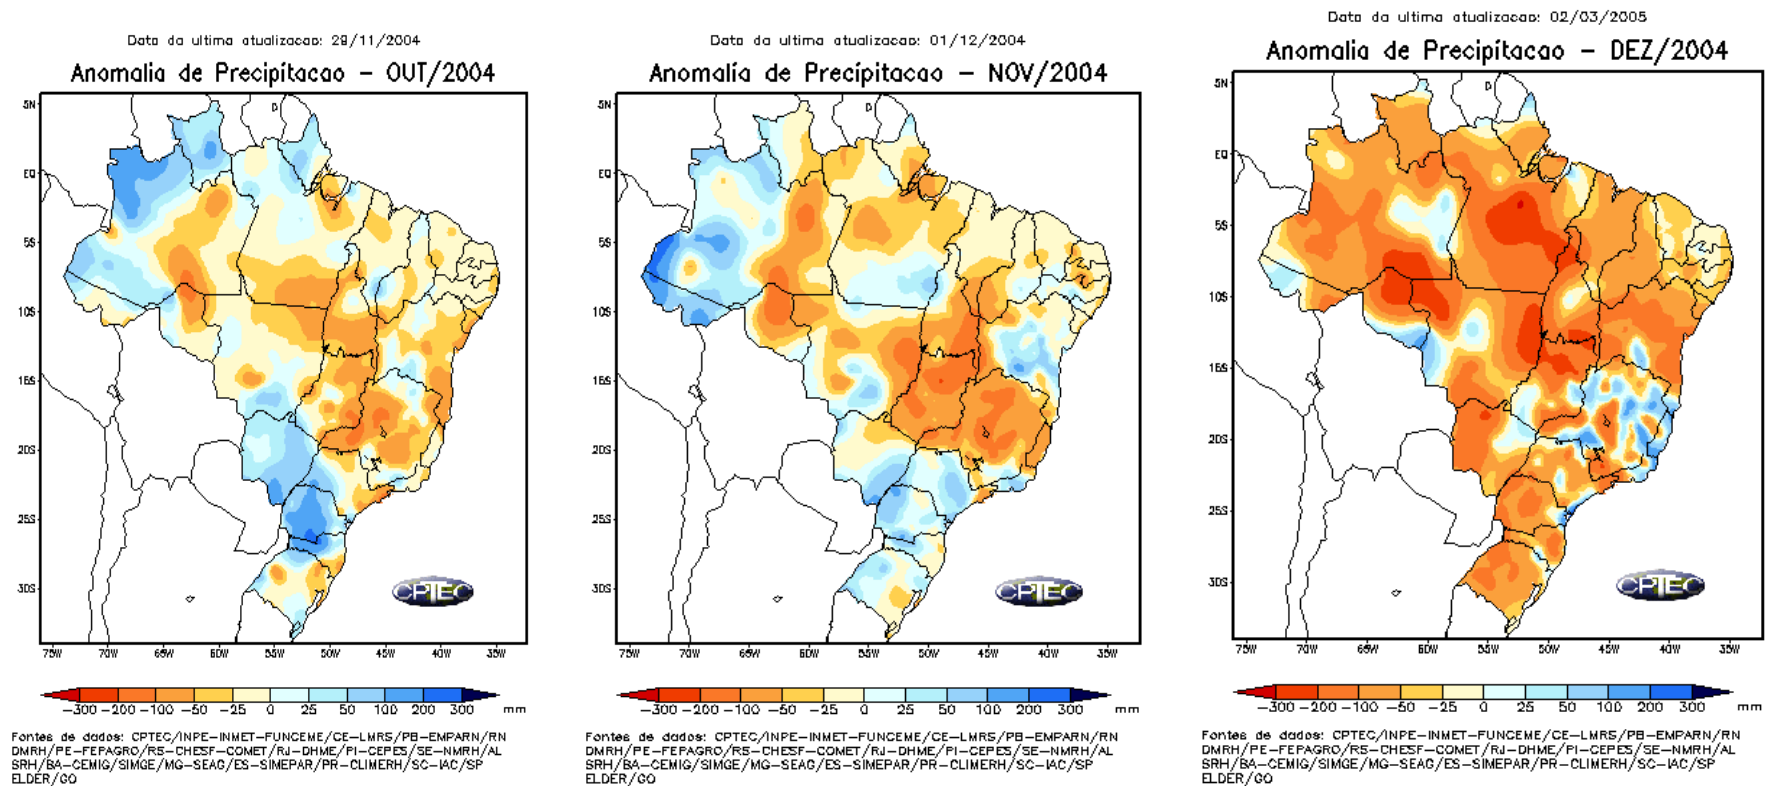 Data da ultima atualizacao: 29/11/2004
Anomalia de Precipitacao – OUT/2004
5N
EQ
5S
10S
15S
20S
25S
30S
75W 70W 65W 60W 55W 50W 45W 40W 35W
CPTEC
−300 −200 −100 −50 −25 0 25 50 100 200 300 mm
Fontes de dados: CPTEC/INPE−INMET−FUNCEME/CE−LMRS/PB−EMPARN/RN
DMRH/PE−FEPAGRO/RS−CHESF−COMET/RJ−DHME/PI−CEPES/SE−NMRH/AL
SRH/BA−CEMIG/SIMGE/MG−SEAG/ES−SIMEPAR/PR−CLIMERH/SC−IAC/SP
ELDER/GO
Data da ultima atualizacao: 01/12/2004
Anomalia de Precipitacao – NOV/2004
5N
EQ
5S
10S
15S
20S
25S
30S
75W 70W 65W 60W 55W 50W 45W 40W 35W
CPTEC
−300 −200 −100 −50 −25 0 25 50 100 200 300 mm
Fontes de dados: CPTEC/INPE−INMET−FUNCEME/CE−LMRS/PB−EMPARN/RN
DMRH/PE−FEPAGRO/RS−CHESF−COMET/RJ−DHME/PI−CEPES/SE−NMRH/AL
SRH/BA−CEMIG/SIMGE/MG−SEAG/ES−SIMEPAR/PR−CLIMERH/SC−IAC/SP
ELDER/GO
Data da ultima atualizacao: 02/03/2005
Anomalia de Precipitacao – DEZ/2004
5N
EQ
5S
10S
15S
20S
25S
30S
75W 70W 65W 60W 55W 50W 45W 40W 35W
CPTEC
−300 −200 −100 −50 −25 0 25 50 100 200 300 mm
Fontes de dados: CPTEC/INPE−INMET−FUNCEME/CE−LMRS/PB−EMPARN/RN
DMRH/PE−FEPAGRO/RS−CHESF−COMET/RJ−DHME/PI−CEPES/SE−NMRH/AL
SRH/BA−CEMIG/SIMGE/MG−SEAG/ES−SIMEPAR/PR−CLIMERH/SC−IAC/SP
ELDER/GO